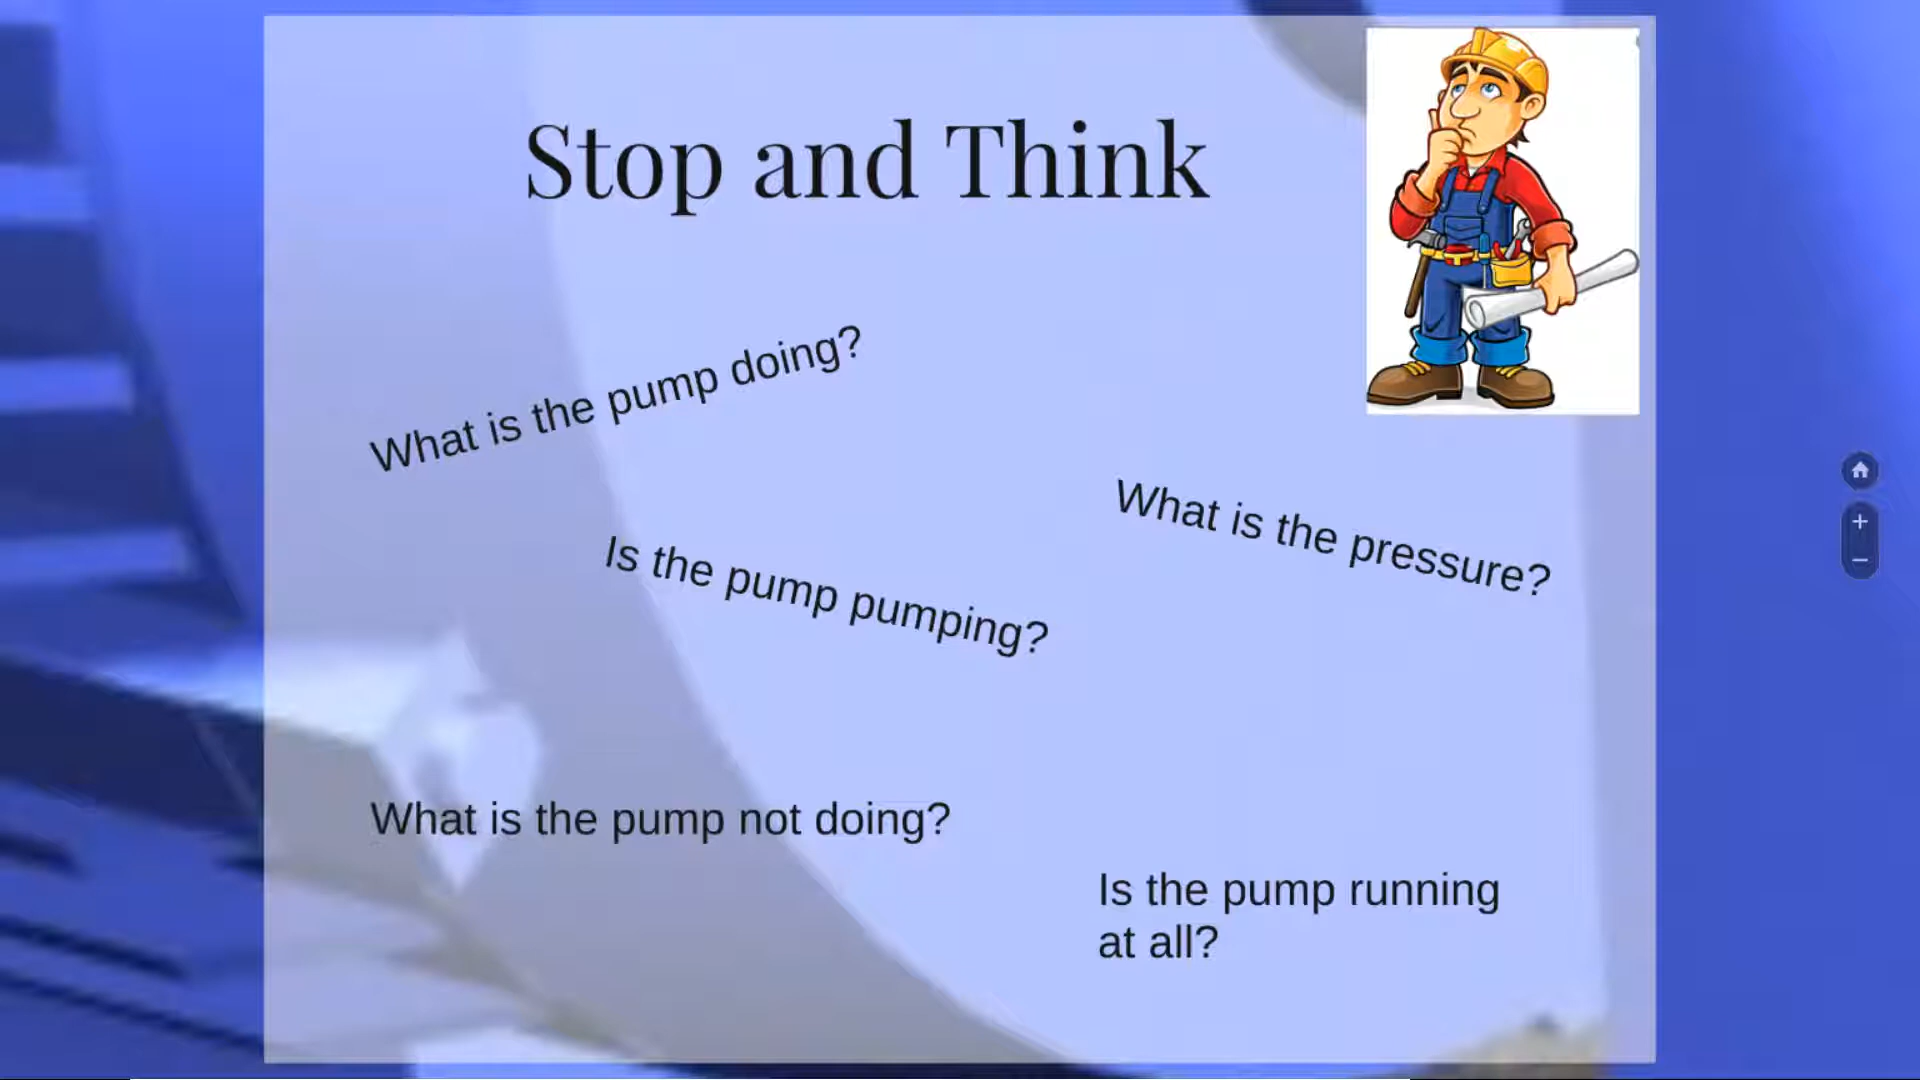 Stop and Think
What is the pump doing?
What is the pressure?
Is the pump pumping?
What is the pump not doing?
Is the pump running
at all?